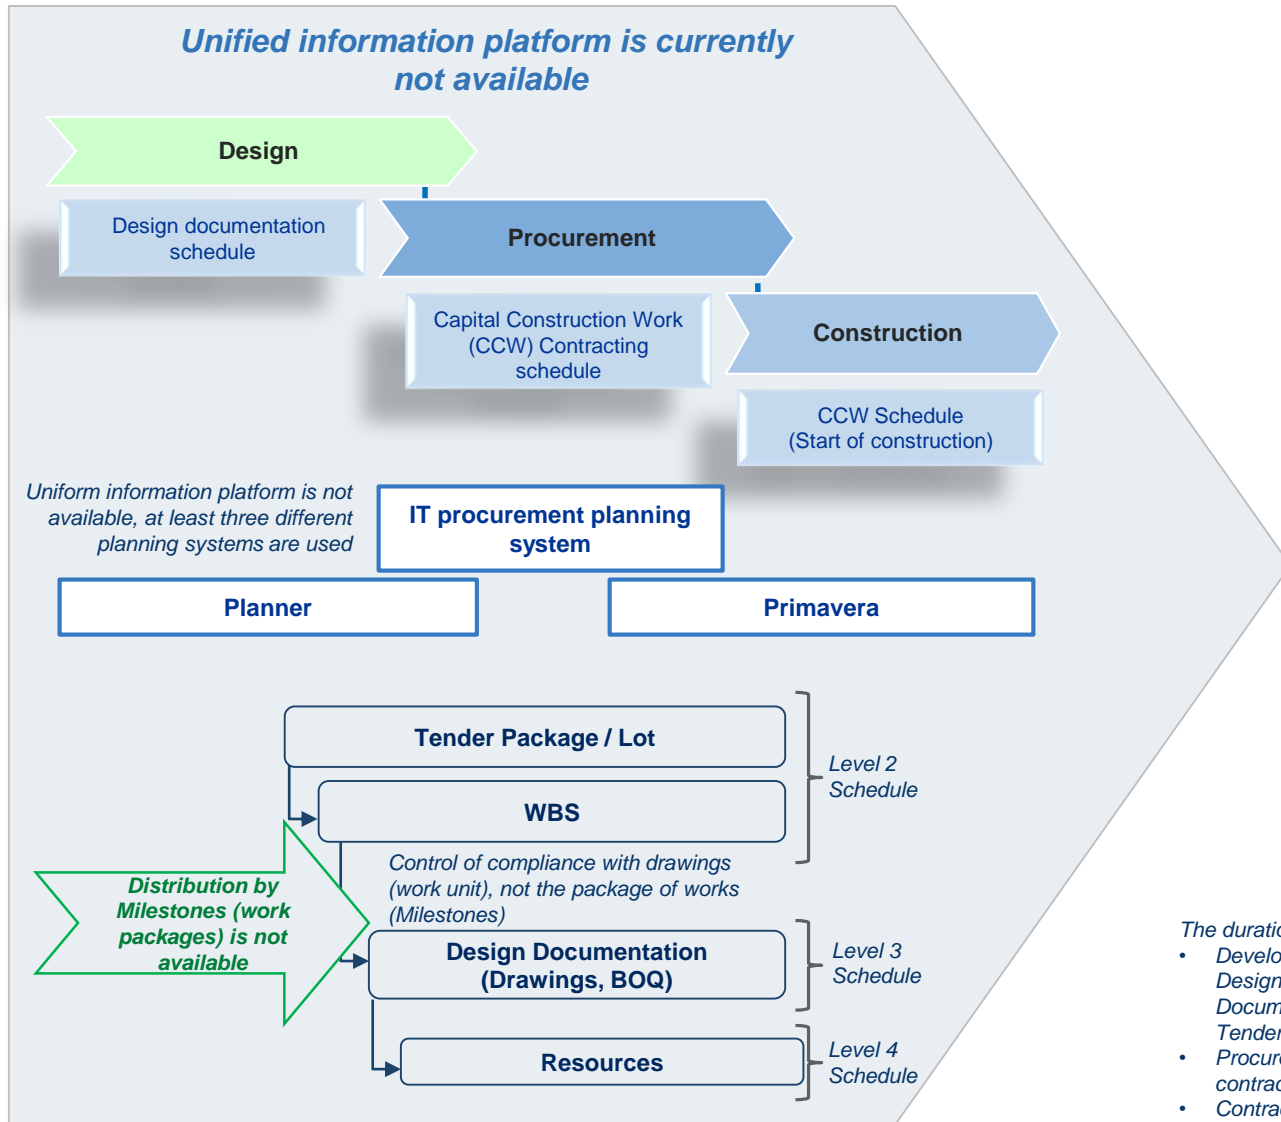 Unified information platform is currently
not available
Design
Design documentation
schedule
Procurement
Capital Construction Work
(CCW) Contracting
schedule
Construction
CCW Schedule
(Start of construction)
Uniform information platform is not
available, at least three different
planning systems are used
IT procurement planning
system
Planner
Primavera
Tender Package / Lot
WBS
Level 2
Schedule
Control of compliance with drawings
(work unit), not the package of works
(Milestones)
Distribution by
Milestones (work
packages) is not
available
Design Documentation
(Drawings, BOQ)
Level 3
Schedule
Resources
Level 4
Schedule
The
• 
Design
Tender
• 
•